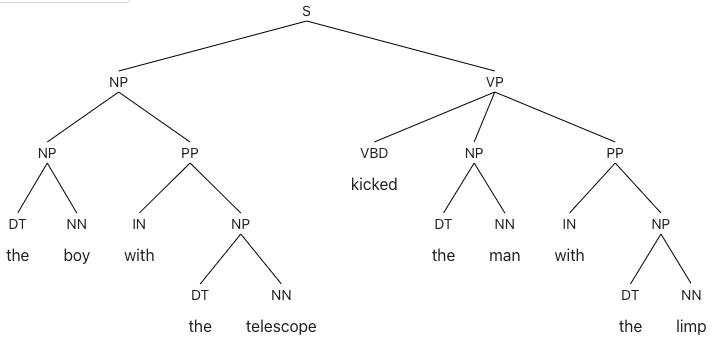 S
NP VP
NP PP VBD NP PP
kicked
DT NN IN NP DT NN IN NP
the boy with the man with
DT NN DT NN
the telescope the limp